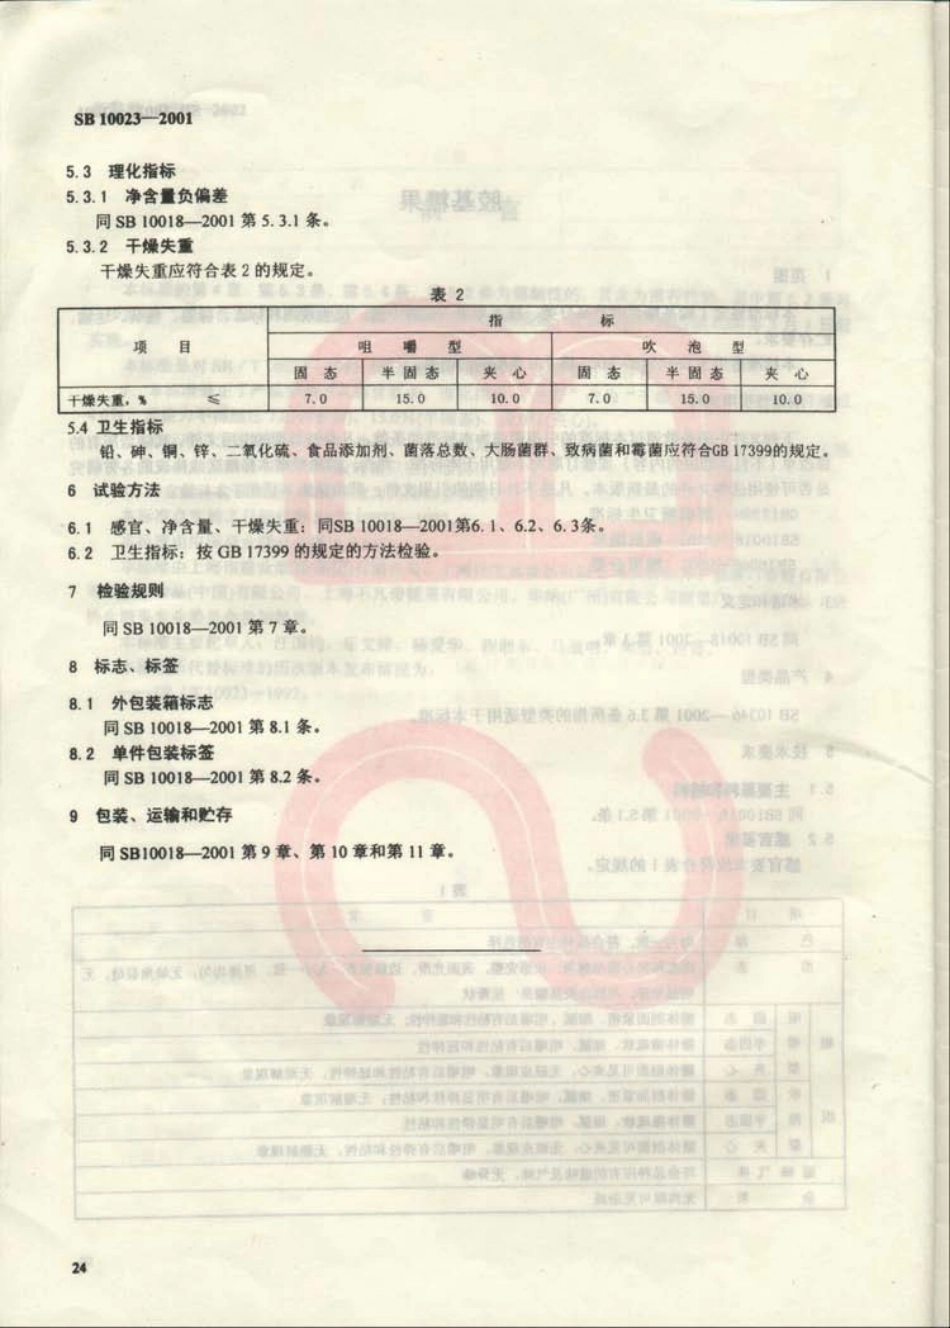 SB 10023—2001
5.3 理化指标
5.3.1 净含量负偏差
同 SB 10018—2001 第 5.3.1 条。
5.3.2 干燥失重
干燥失重应符合表 2 的规定。
表 2
项 目 指 标
咀 嚼 型 吹 泡 型
固 态 半 固 态 夹 心 固 态 半 固 态 夹 心
干燥失重，% ≤ 7.0 15.0 10.0 7.0 15.0 10.0
5.4 卫生指标
铅、砷、铜、锌、二氧化硫、食品添加剂、菌落总数、大肠菌群、致病菌和霉菌应符合GB 17399的规定。
6 试验方法
6.1 感官、净含量、干燥失重：同SB 10018—2001第6.1、6.2、6.3条。
6.2 卫生指标：按 GB 17399 的规定的方法检验。
7 检验规则
同 SB 10018—2001 第 7 章。
8 标志、标签
8.1 外包装箱标志
同 SB 10018—2001 第 8.1 条。
8.2 单件包装标签
同 SB 10018—2001 第 8.2 条。
9 包装、运输和贮存
同 SB10018—2001 第 9 章、第 10 章和第 11 章。
24